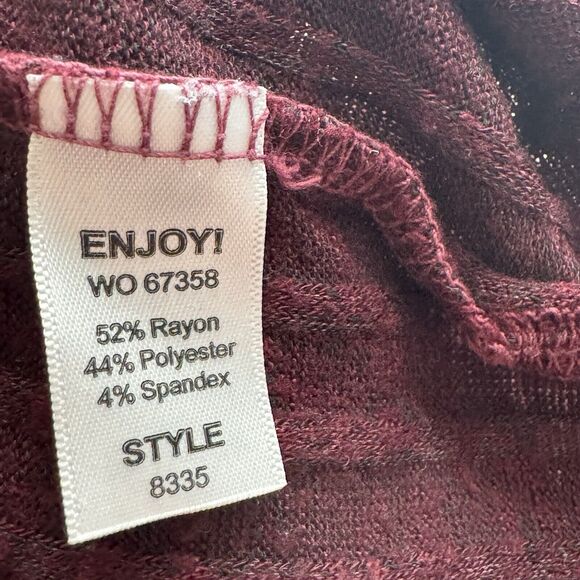 ENJOY!
WO 67358
52% Rayon
44% Polyester
4% Spandex
STYLE
8335